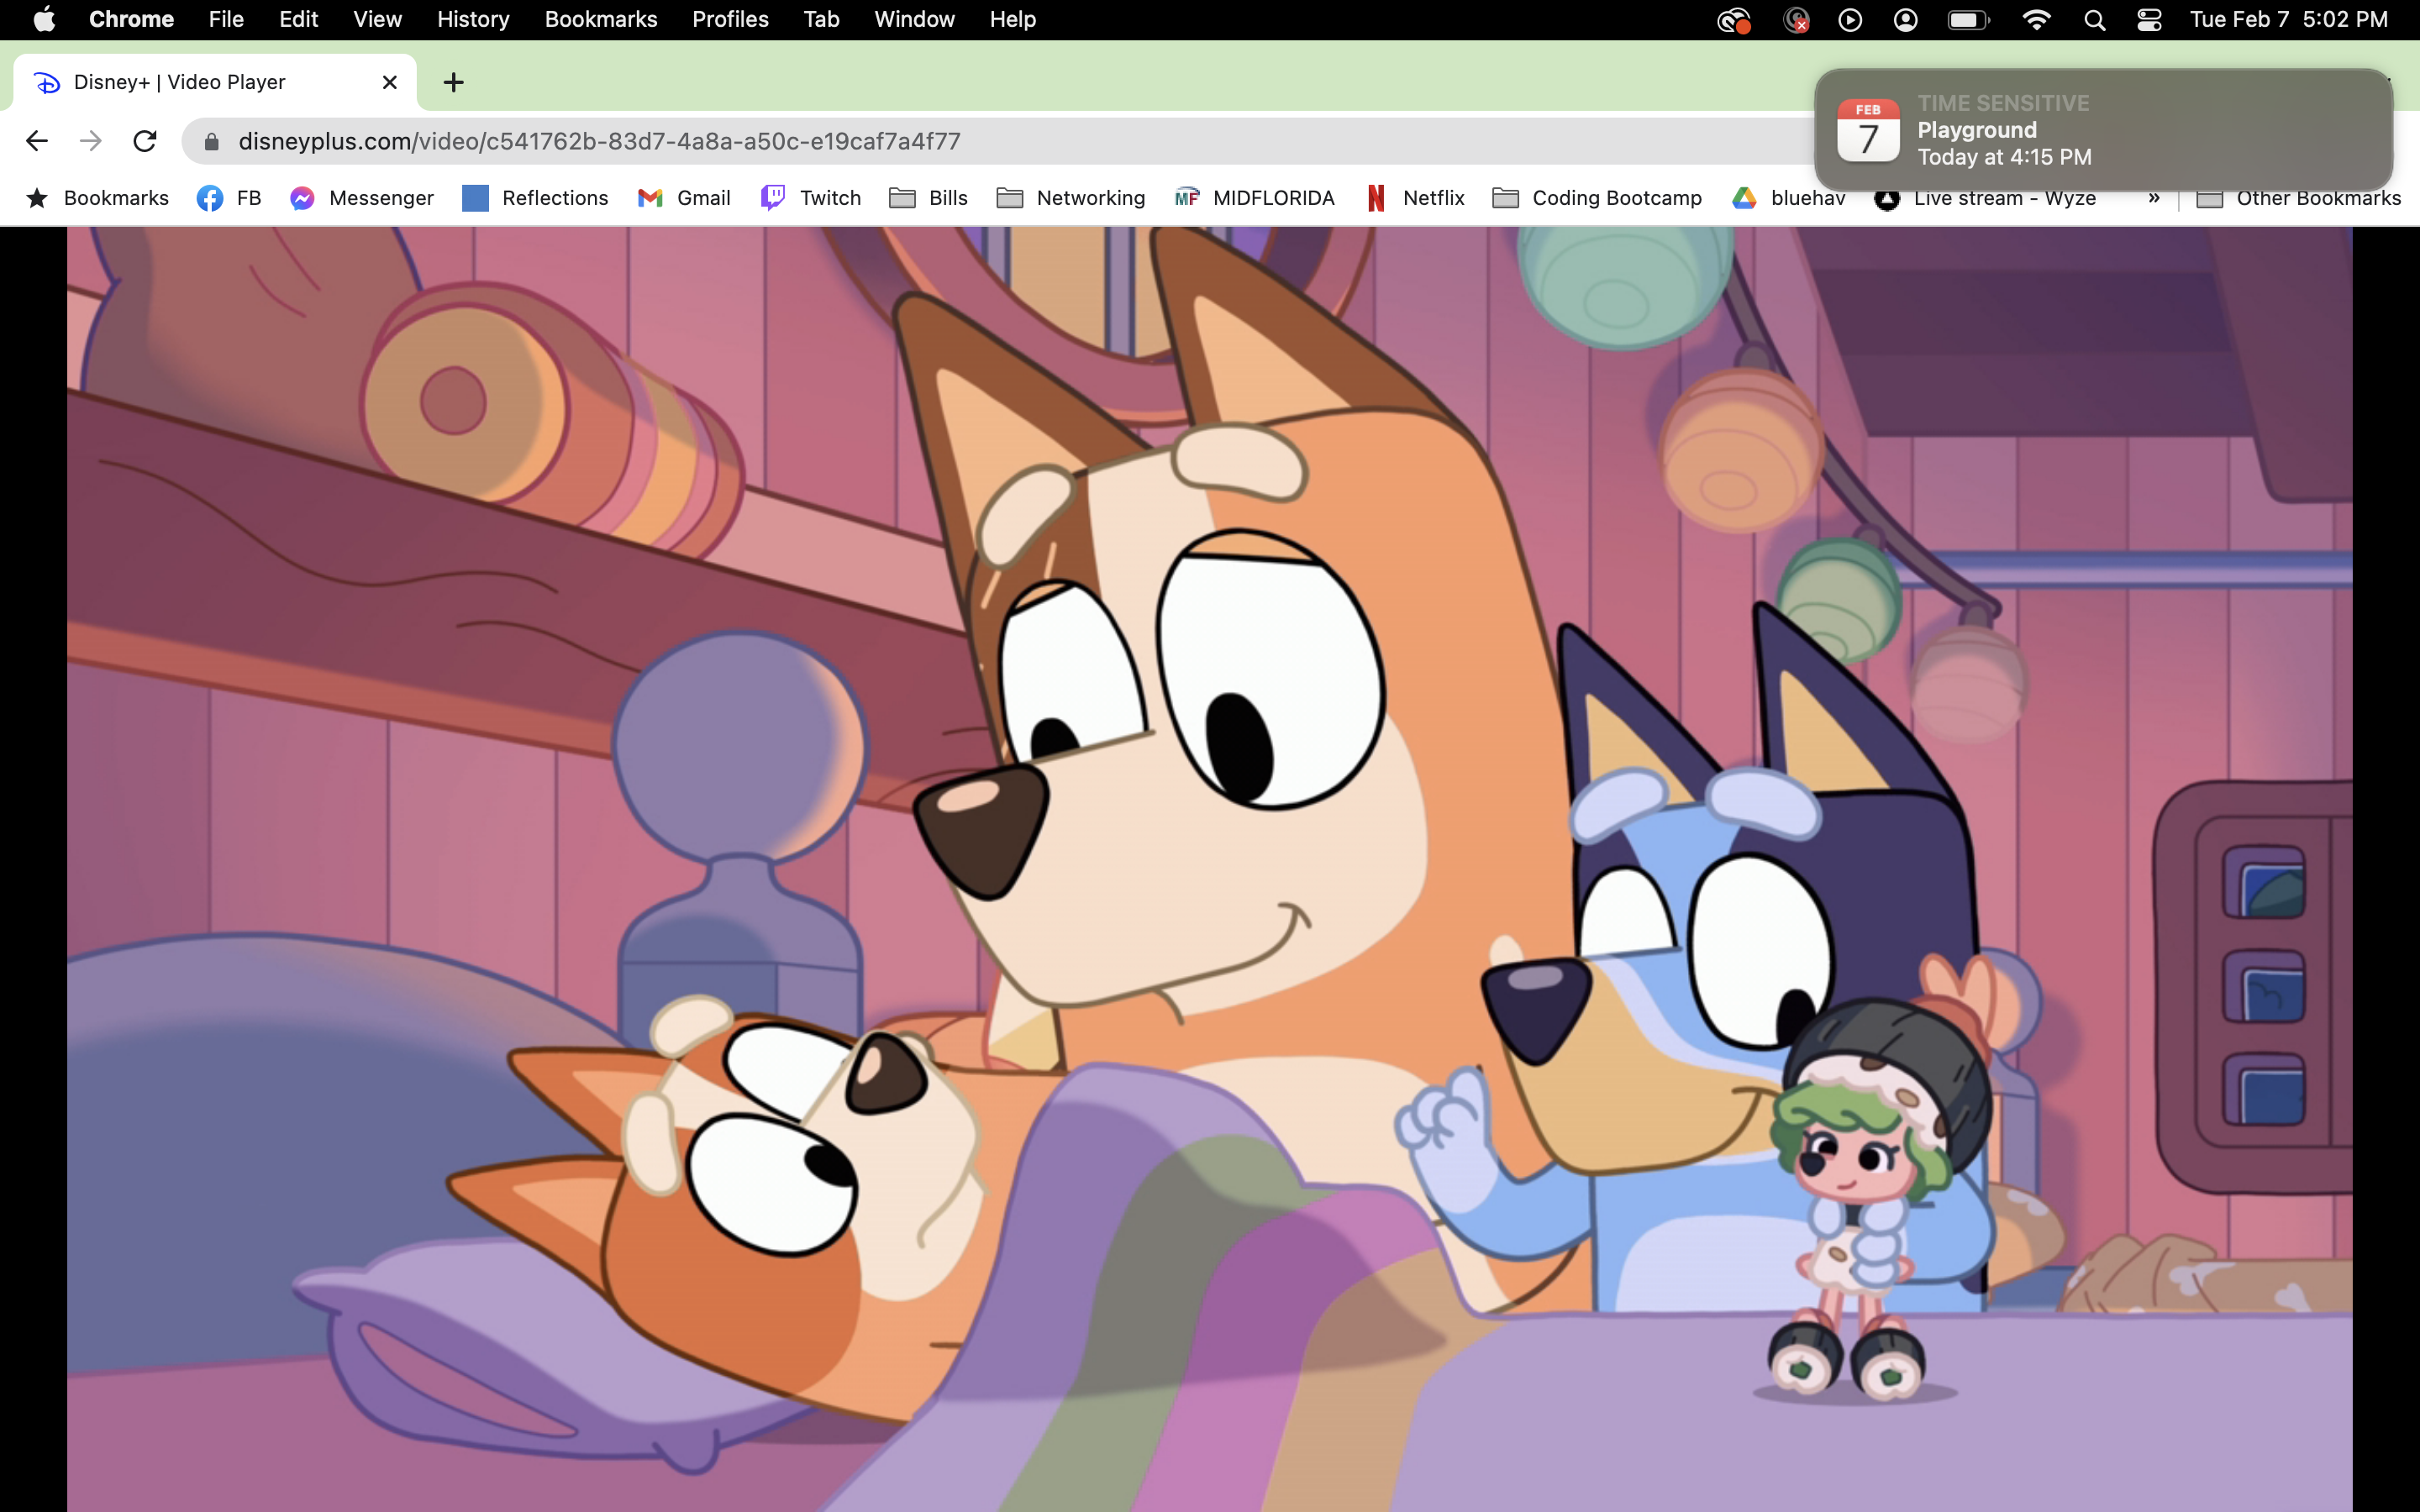 Chrome File Edit View History Bookmarks Profiles Tab Window Help Tue Feb 7 5:02 PM
Disney+ | Video Player
TIME SENSITIVE
FEB
7
Playground
Today at 4:15 PM
disneyplus.com/video/c541762b-83d7-4a8a-a50c-e19caf7a4f77
Bookmarks FB Messenger Reflections Gmail Twitch Bills Networking MF MIDFLORIDA Netflix Coding Bootcamp bluehav Live stream - Wyze » Other Bookmarks